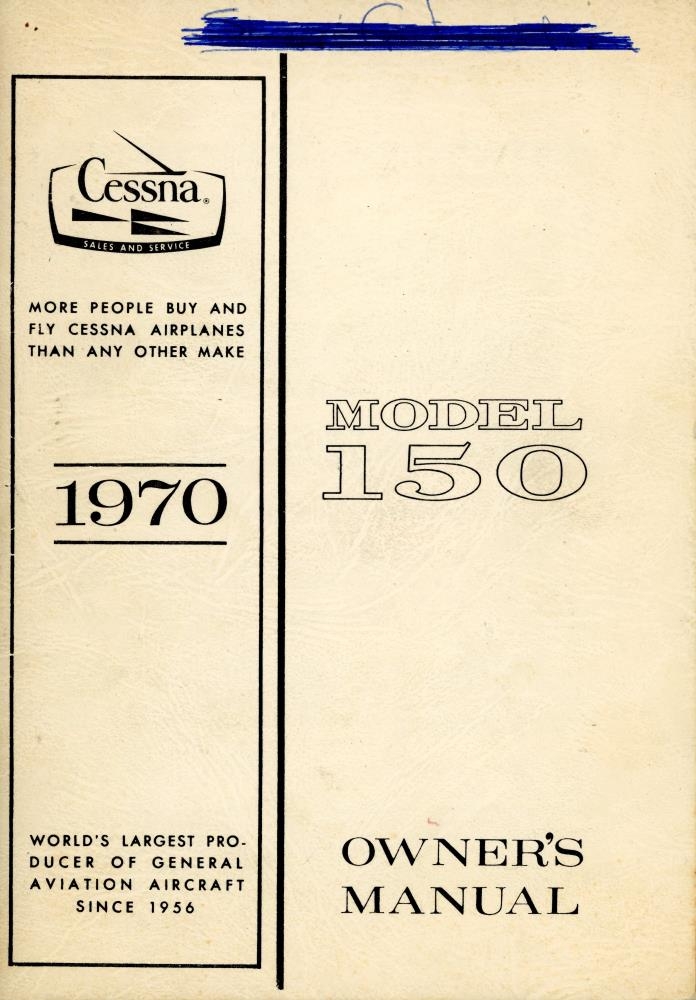 Cessna®
SALES AND SERVICE
MORE PEOPLE BUY AND
FLY CESSNA AIRPLANES
THAN ANY OTHER MAKE
1970
WORLD'S LARGEST PRO-
DUCER OF GENERAL
AVIATION AIRCRAFT
SINCE 1956
MODEL
150
OWNER'S
MANUAL